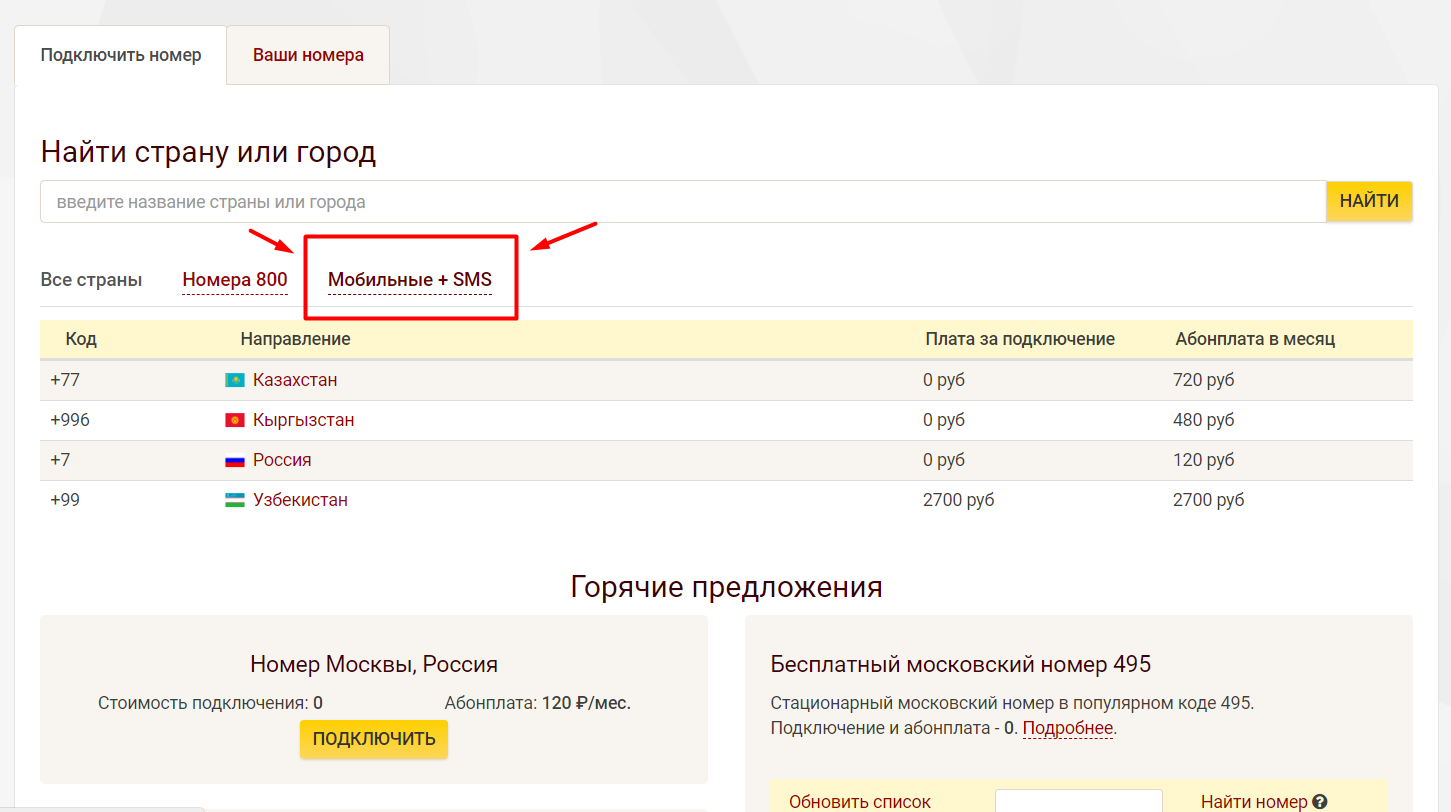 Подключить номер Ваши номера
Найти страну или город
введите название страны или города НАЙТИ
Все страны Номера 800 Мобильные + SMS
Код Направление Плата за подключение Абонплата в месяц
+77 Казахстан 0 руб 720 руб
+996 Кыргызстан 0 руб 480 руб
+7 Россия 0 руб 120 руб
+99 Узбекистан 2700 руб 2700 руб
Горячие предложения
Номер Москвы, Россия
Стоимость подключения: 0 Абонплата: 120 ₽/мес.
ПОДКЛЮЧИТЬ
Бесплатный московский номер 495
Стационарный московский номер в популярном коде 495.
Подключение и абонплата - 0. Подробнее.
Обновить список Найти номер ?